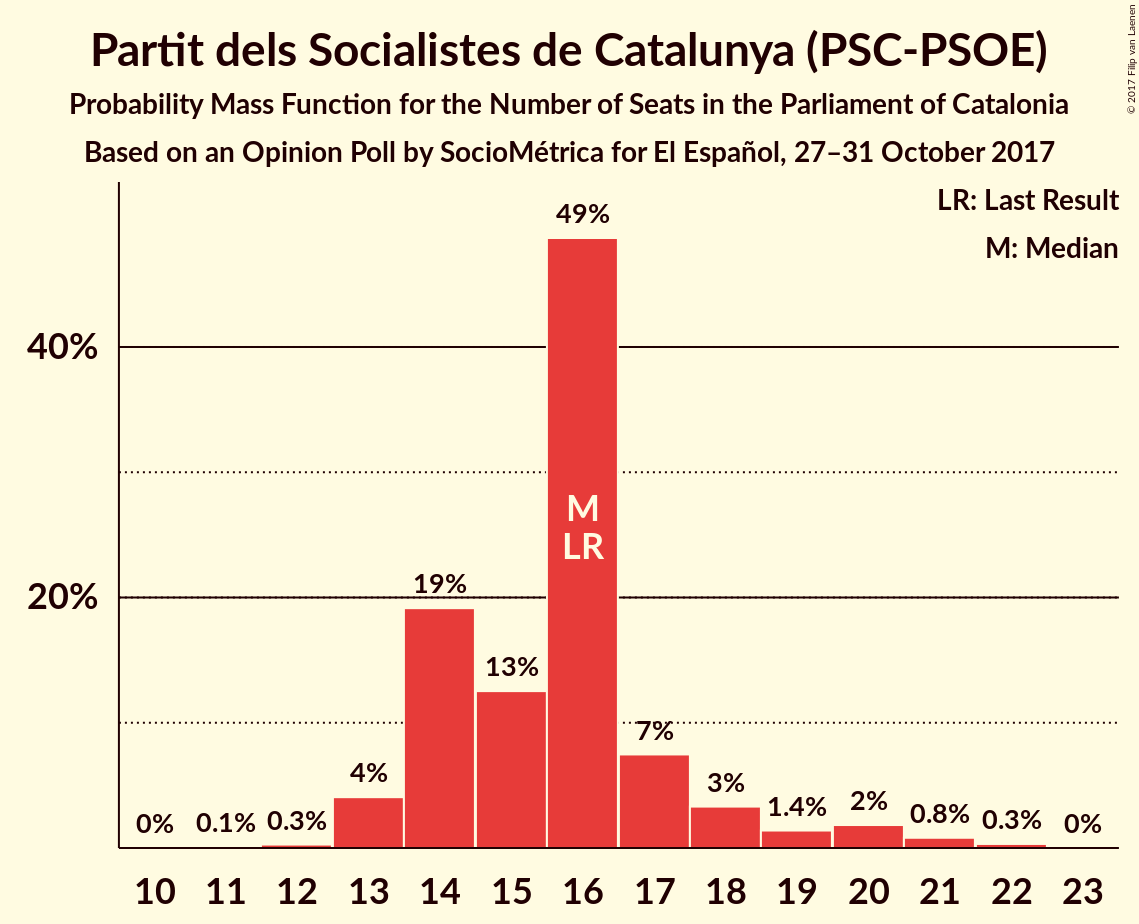 Partit dels Socialistes de Catalunya (PSC-PSOE)
Probability Mass Function for the Number of Seats in the Parliament of Catalonia
Based on an Opinion Poll by SocioMétrica for El Español, 27–31 October 2017
© 2017 Filip van Laenen
LR: Last Result
M: Median
49%
40%
M
LR
19%
20%
13%
7%
4%
3%
0% 0.1% 0.3% 1.4% 2% 0.8% 0.3% 0%
10 11 12 13 14 15 16 17 18 19 20 21 22 23